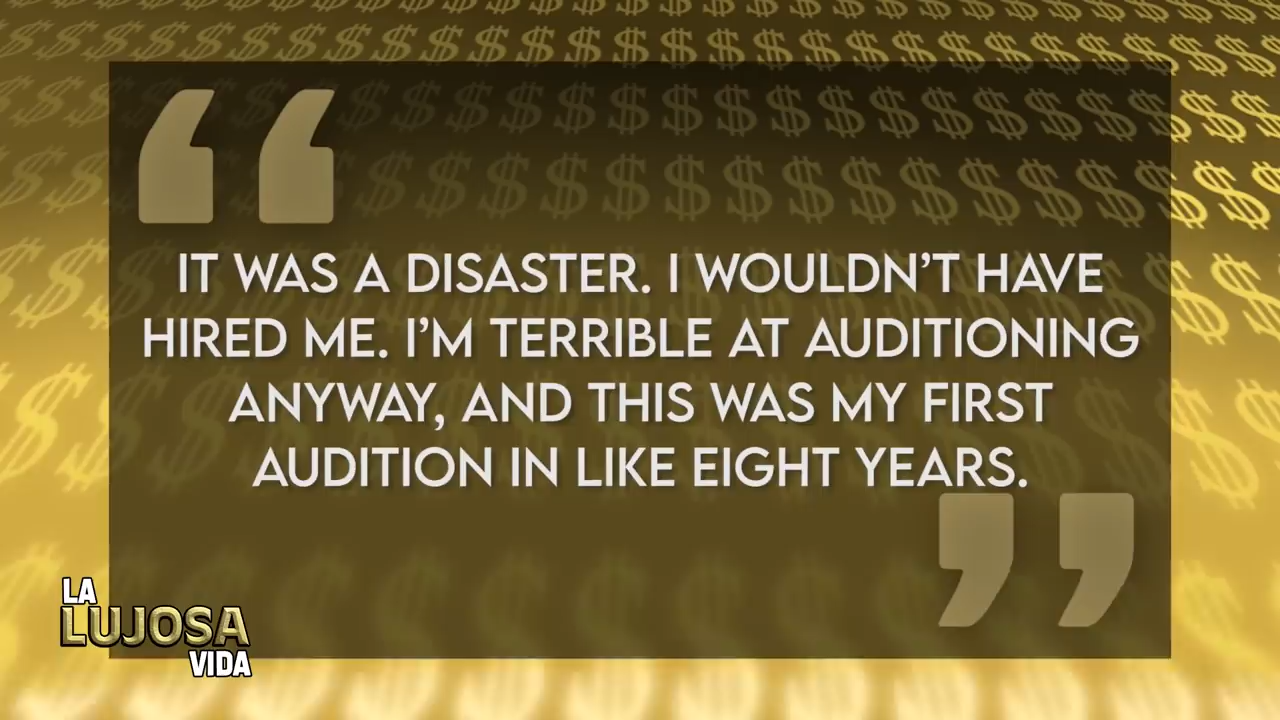 IT WAS A DISASTER. I WOULDN'T HAVE
HIRED ME. I'M TERRIBLE AT AUDITIONING
ANYWAY, AND THIS WAS MY FIRST
AUDITION IN LIKE EIGHT YEARS.
LA
LUJOSA
VIDA